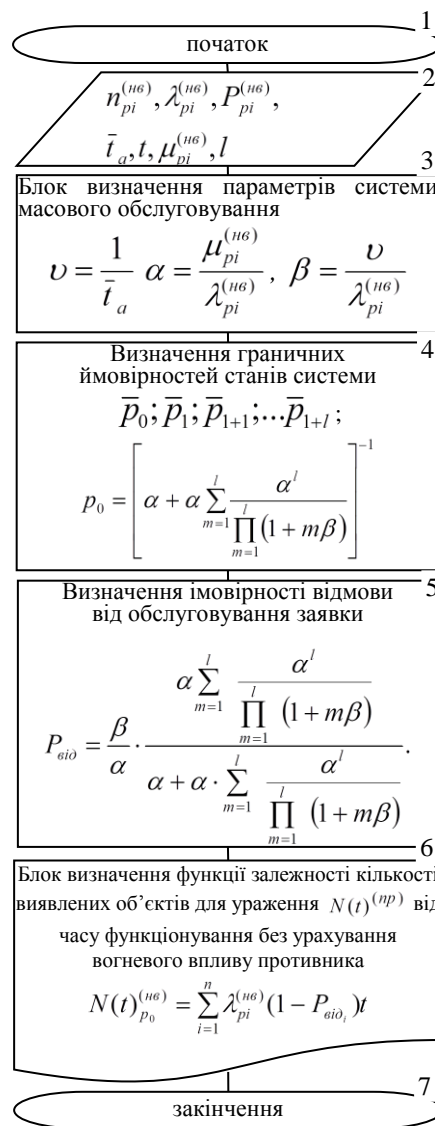 1
початок
2
n_{pi}^{(нв)}, λ_{pi}^{(нв)}, P_{pi}^{(нв)},
t̄_a, t, μ_{pi}^{(нв)}, l
3
Блок визначення параметрів системи
масового обслуговування
υ = 1/t̄_a α = μ_{pi}^{(нв)}/λ_{pi}^{(нв)}, β = υ/λ_{pi}^{(нв)}
4
Визначення граничних
ймовірностей станів системи
p̄_0; p̄_1; p̄_{1+1};...p̄_{1+l};
p_0 = [α + α ∑_{m=1}^{l} α^l / ∏_{m=1}^{l}(1 + mβ)]^{-1}
5
Визначення імовірності відмови
від обслуговування заявки
P_{від} = β/α · (α ∑_{m=1}^{l} α^l / ∏_{m=1}^{l} (1 + mβ)) / (α + α · ∑_{m=1}^{l} α^l / ∏_{m=1}^{l} (1 + mβ)).
6
Блок визначення функції залежності кількості
виявлених об’єктів для ураження N(t)^{(пр)} від
часу функціонування без урахування
вогневого впливу противника
N(t)_{p_0}^{(нв)} = ∑_{i=1}^{n} λ_{pi}^{(нв)} (1 − P_{від_i})t
7
закінчення